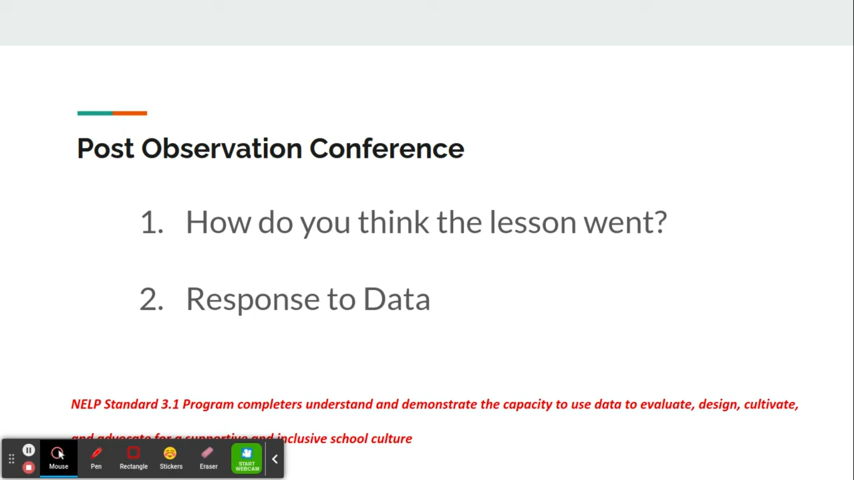 Post Observation Conference
1. How do you think the lesson went?
2. Response to Data
NELP Standard 3.1 Program completers understand and demonstrate the capacity to use data to evaluate, design, cultivate,
and advocate for a supportive and inclusive school culture
Mouse Pen Rectangle Stickers Eraser START
WEBCAM